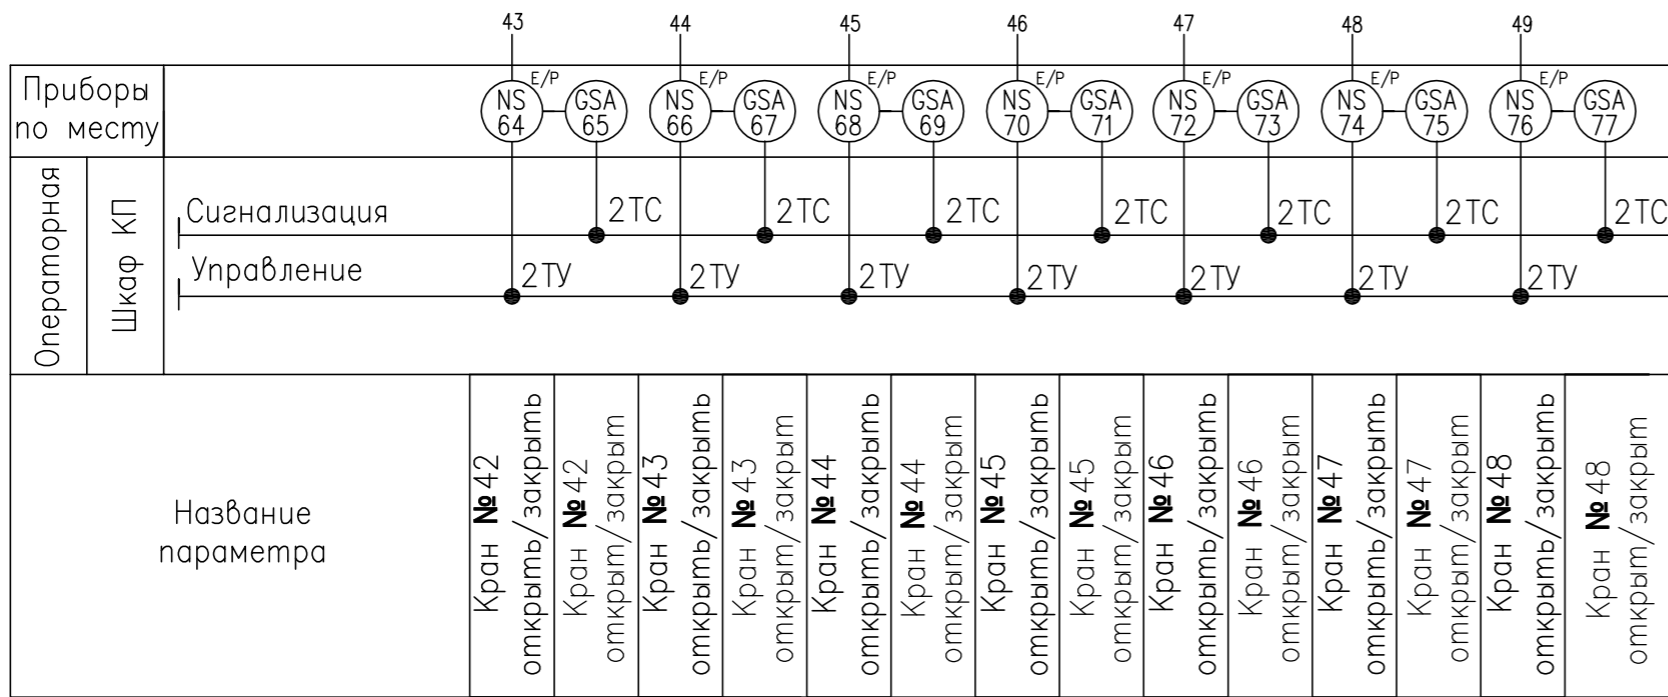 43 44 45 46 47 48 49
Приборы
по месту
E/P E/P E/P E/P E/P E/P E/P
NS GSA NS GSA NS GSA NS GSA NS GSA NS GSA NS GSA
64 65 66 67 68 69 70 71 72 73 74 75 76 77
Операторная
Шкаф КП
Сигнализация 2ТС 2ТС 2ТС 2ТС 2ТС 2ТС 2ТС
Управление 2ТУ 2ТУ 2ТУ 2ТУ 2ТУ 2ТУ 2ТУ
Название
параметра
Кран №42
открыть/закрыть
Кран №42
открыт/закрыт
Кран №43
открыть/закрыть
Кран №43
открыт/закрыт
Кран №44
открыть/закрыть
Кран №44
открыт/закрыт
Кран №45
открыть/закрыть
Кран №45
открыт/закрыт
Кран №46
открыть/закрыть
Кран №46
открыт/закрыт
Кран №47
открыть/закрыть
Кран №47
открыт/закрыт
Кран №48
открыть/закрыть
Кран №48
открыт/закрыт